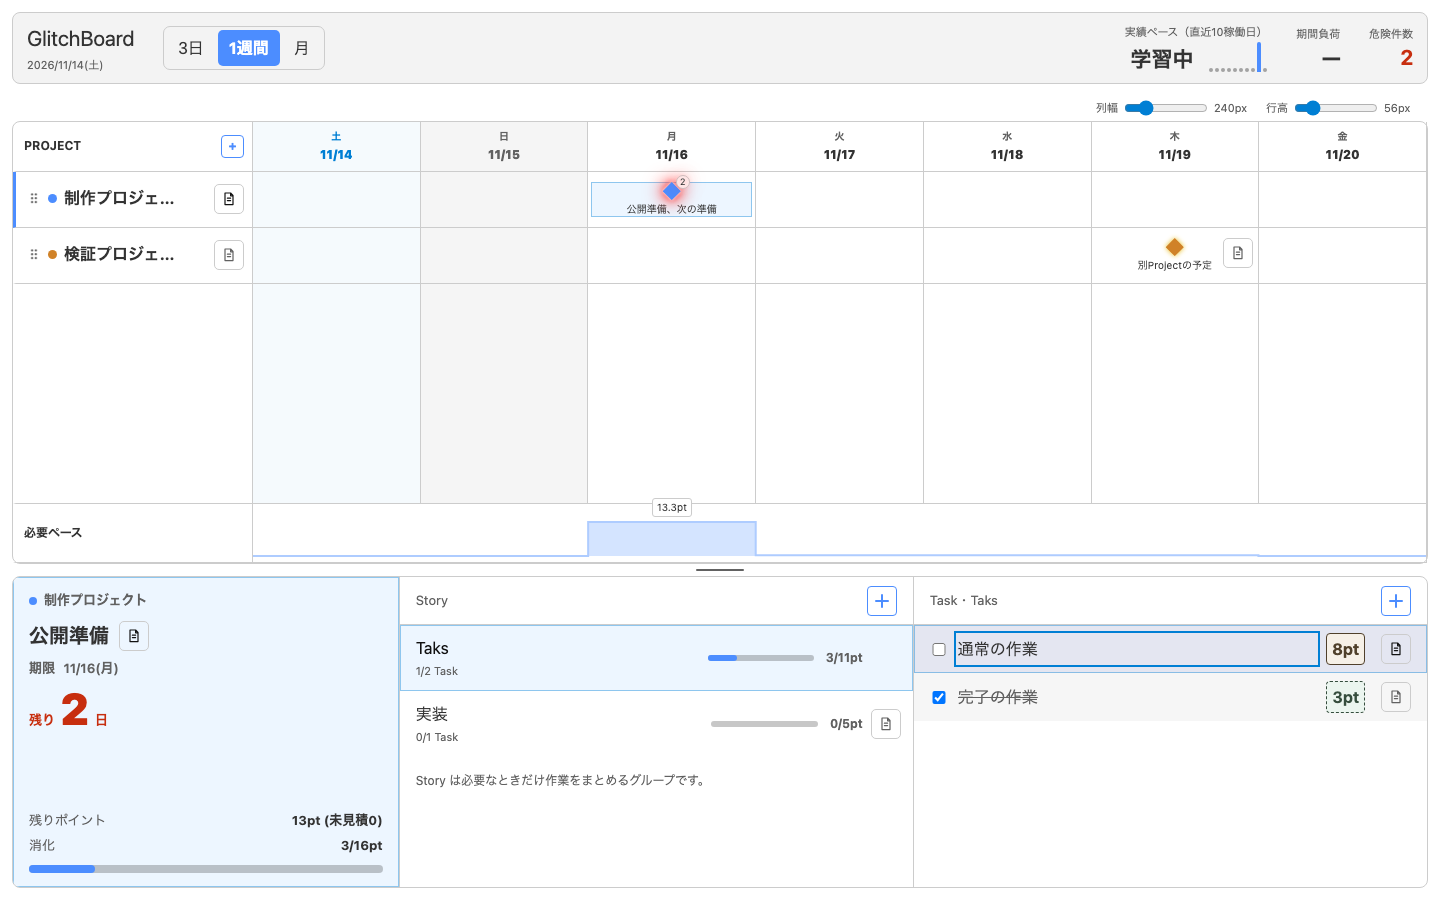 GlitchBoard
2026/11/14(土)
3日 1週間 月
実績ペース（直近10稼働日）
学習中
期間負荷
—
危険件数
2
列幅 240px 行高 56px
PROJECT +
土 11/14
日 11/15
月 11/16
火 11/17
水 11/18
木 11/19
金 11/20
制作プロジェ...
2
公開準備、次の準備
検証プロジェ...
別Projectの予定
必要ペース
13.3pt
制作プロジェクト
公開準備
期限 11/16(月)
残り 2 日
残りポイント 13pt (未見積0)
消化 3/16pt
Story +
Taks
1/2 Task
3/11pt
実装
0/1 Task
0/5pt
Story は必要なときだけ作業をまとめるグループです。
Task・Taks +
通常の作業 8pt
完了の作業 3pt